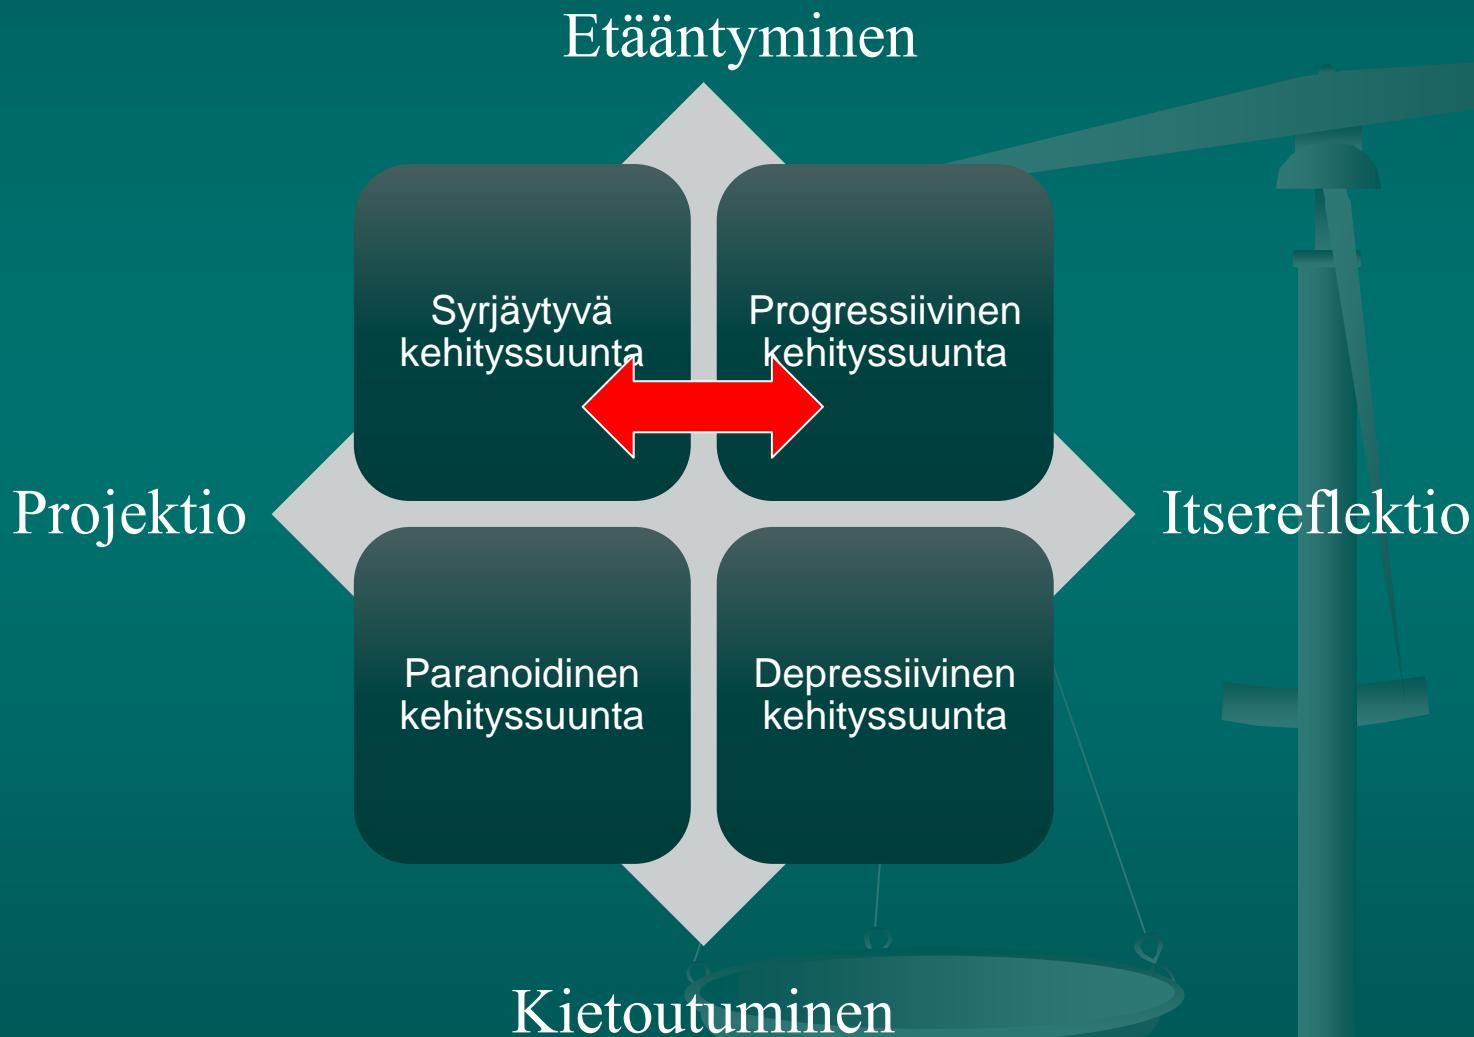 Etääntyminen
Syrjäytyvä
kehityssuunta
Progressiivinen
kehityssuunta
Projektio
Itsereflektio
Paranoidinen
kehityssuunta
Depressiivinen
kehityssuunta
Kietoutuminen